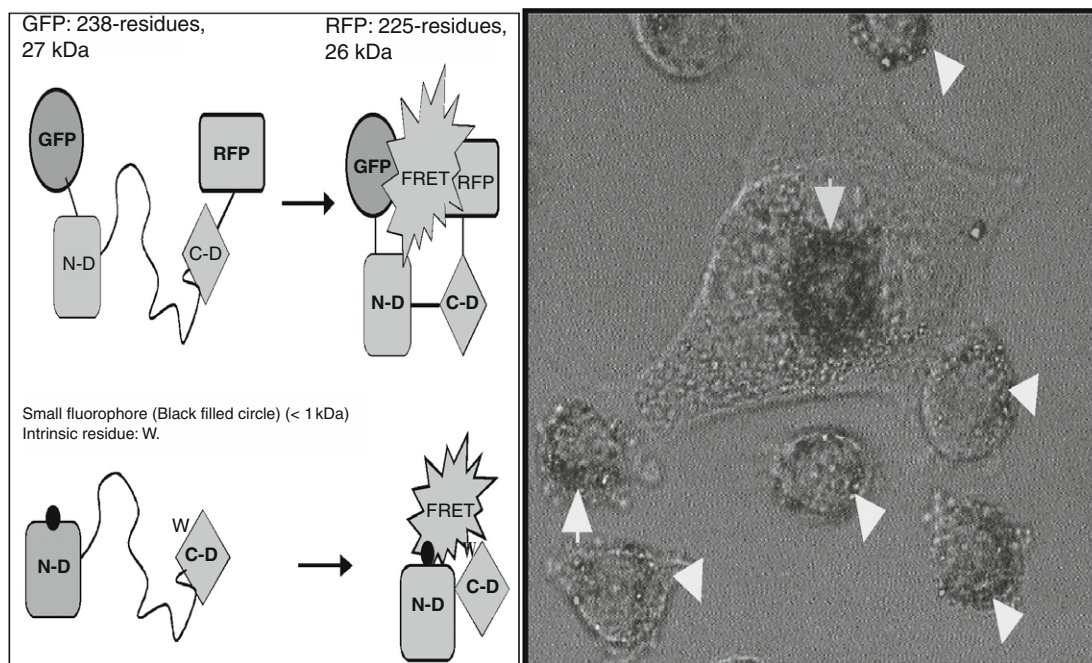 GFP: 238-residues,
27 kDa
RFP: 225-residues,
26 kDa
GFP
RFP
N-D
C-D
GFP
FRET
RFP
N-D
C-D
Small fluorophore (Black filled circle) (< 1 kDa)
Intrinsic residue: W.
N-D
W
C-D
FRET
W
N-D
C-D